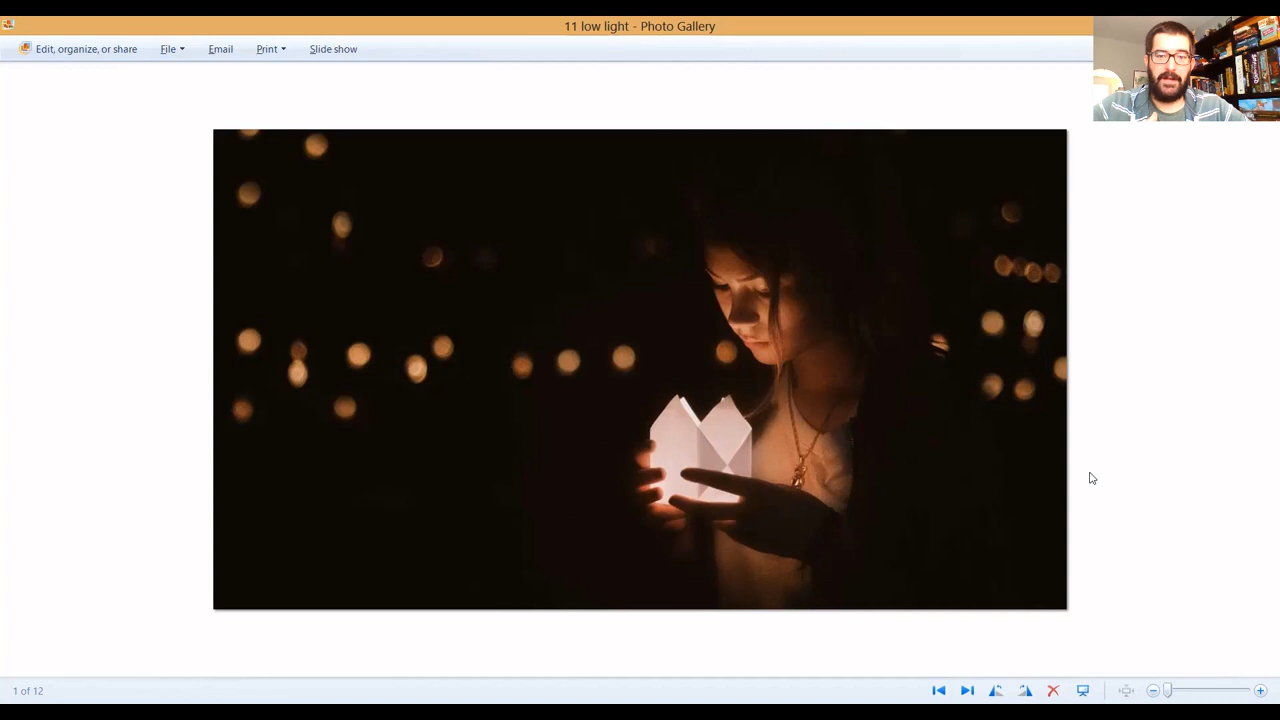 11 low light - Photo Gallery
Edit, organize, or share File Email Print Slide show
1 of 12